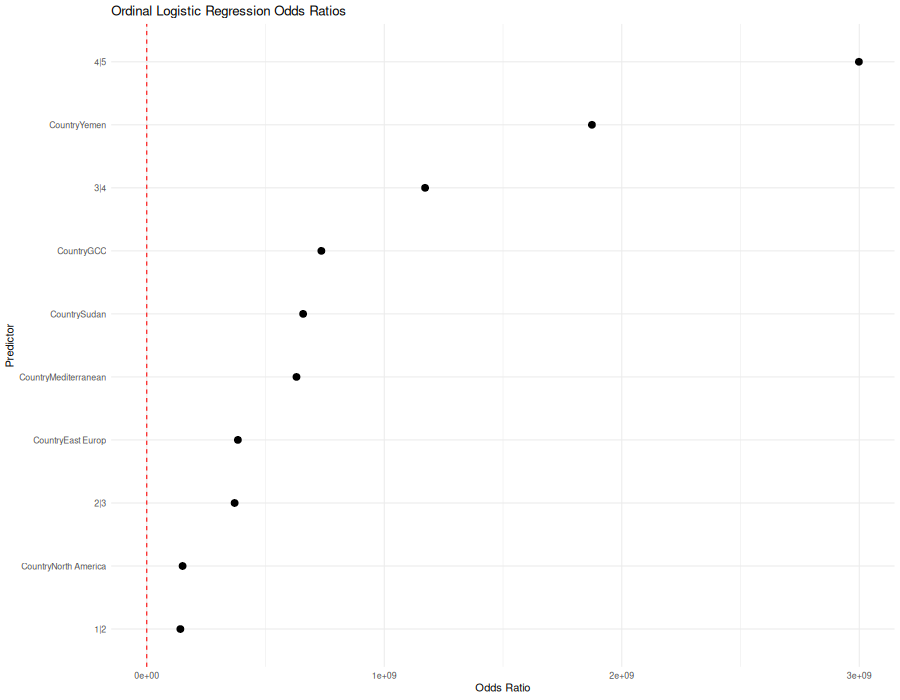 Ordinal Logistic Regression Odds Ratios
4|5
CountryYemen
3|4
CountryGCC
CountrySudan
CountryMediterranean
CountryEast Europ
2|3
CountryNorth America
1|2
Predictor
0e+00 1e+09 2e+09 3e+09
Odds Ratio